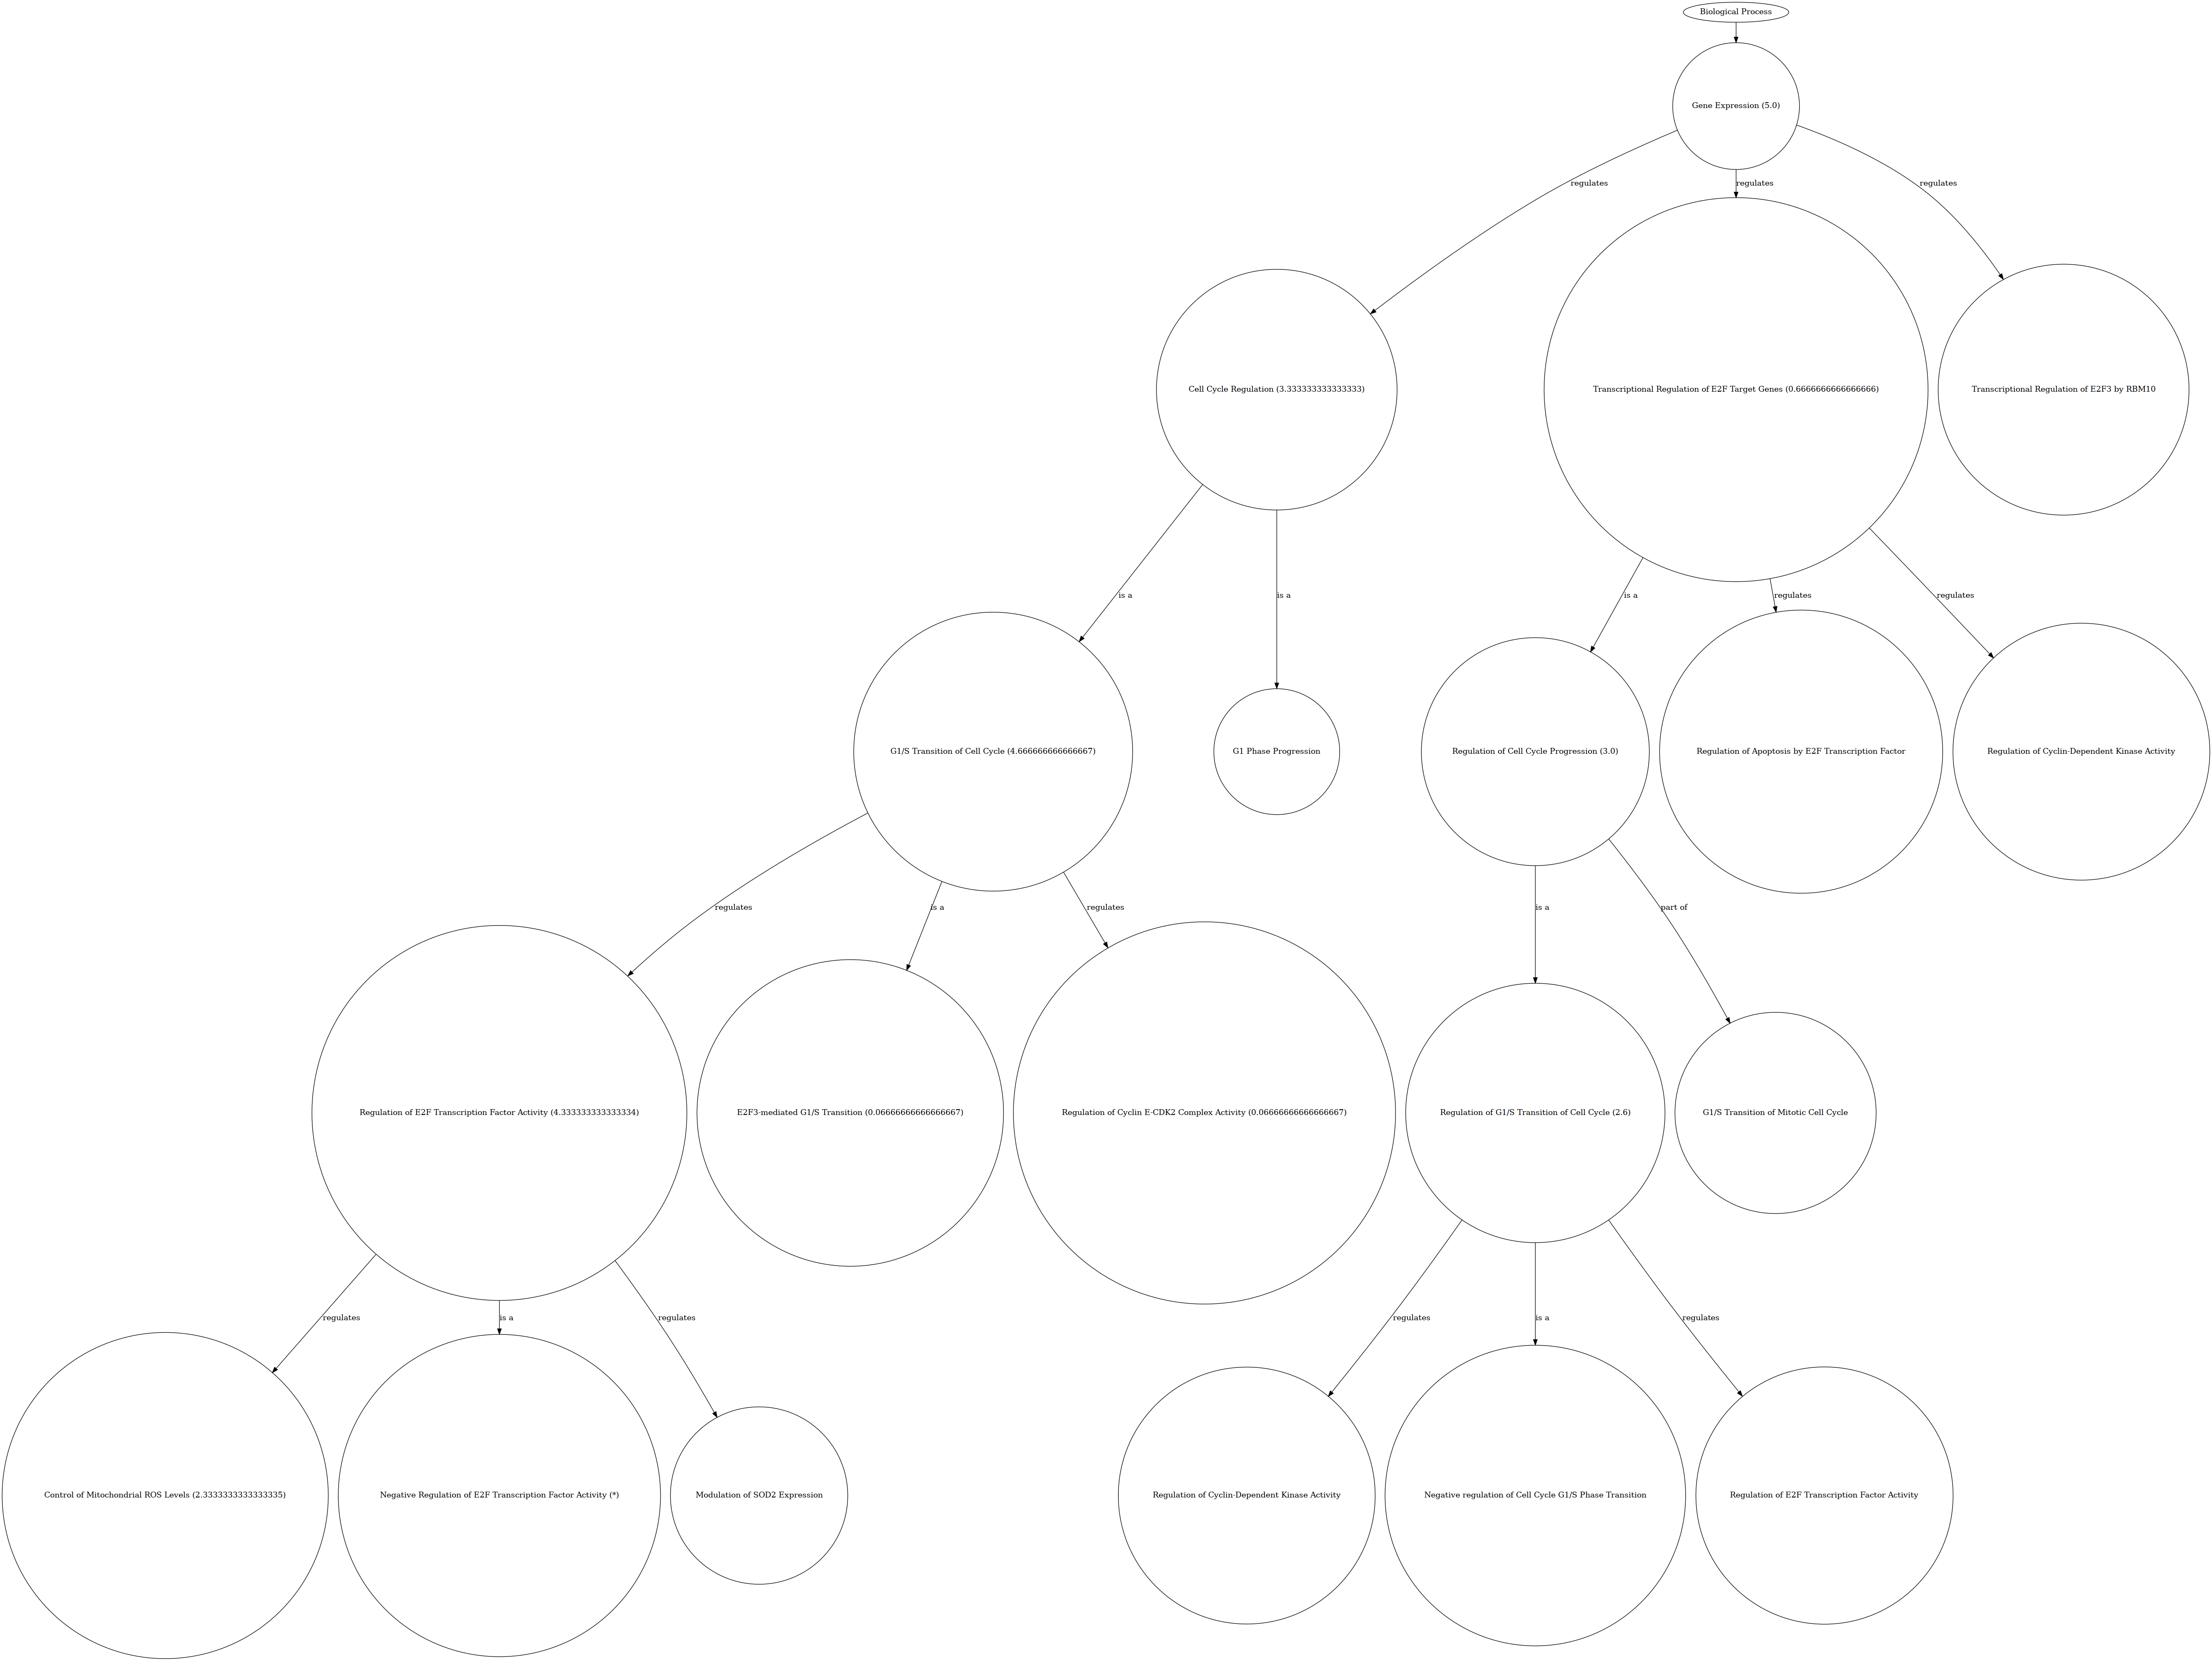 Biological Process
Gene Expression (5.0)
regulates
regulates
regulates
Cell Cycle Regulation (3.333333333333333)
Transcriptional Regulation of E2F Target Genes (0.6666666666666666)
Transcriptional Regulation of E2F3 by RBM10
is a
is a
is a
regulates
regulates
G1/S Transition of Cell Cycle (4.666666666666667)
G1 Phase Progression
Regulation of Cell Cycle Progression (3.0)
Regulation of Apoptosis by E2F Transcription Factor
Regulation of Cyclin-Dependent Kinase Activity
regulates
is a
regulates
is a
part of
Regulation of E2F Transcription Factor Activity (4.333333333333334)
E2F3-mediated G1/S Transition (0.06666666666666667)
Regulation of Cyclin E-CDK2 Complex Activity (0.06666666666666667)
Regulation of G1/S Transition of Cell Cycle (2.6)
G1/S Transition of Mitotic Cell Cycle
regulates
is a
regulates
regulates
is a
regulates
Control of Mitochondrial ROS Levels (2.3333333333333335)
Negative Regulation of E2F Transcription Factor Activity (*)
Modulation of SOD2 Expression
Regulation of Cyclin-Dependent Kinase Activity
Negative regulation of Cell Cycle G1/S Phase Transition
Regulation of E2F Transcription Factor Activity